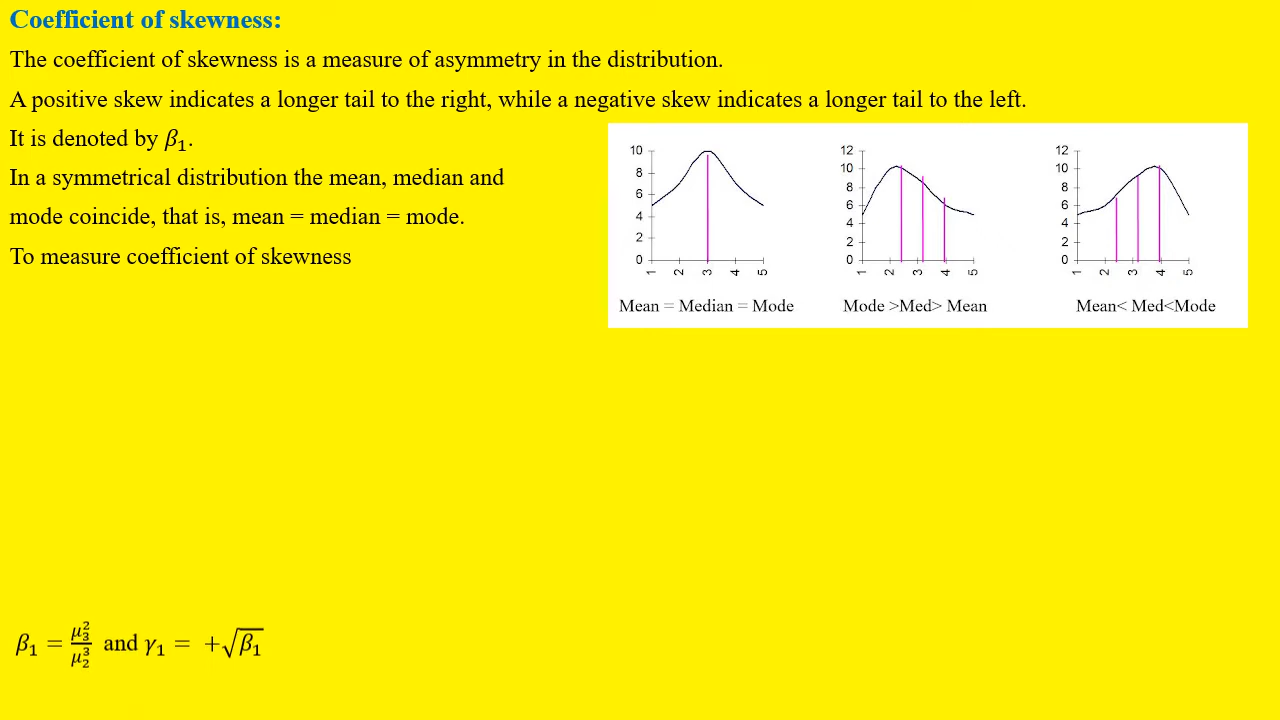 Coefficient of skewness:
The coefficient of skewness is a measure of asymmetry in the distribution.
A positive skew indicates a longer tail to the right, while a negative skew indicates a longer tail to the left.
It is denoted by β₁.
In a symmetrical distribution the mean, median and
mode coincide, that is, mean = median = mode.
To measure coefficient of skewness
10
8
6
4
2
0
1 2 3 4 5
Mean = Median = Mode
12
10
8
6
4
2
0
1 2 3 4 5
Mode >Med> Mean
12
10
8
6
4
2
0
1 2 3 4 5
Mean< Med<Mode
β₁ = μ₃²/μ₂³ and γ₁ = +√β₁